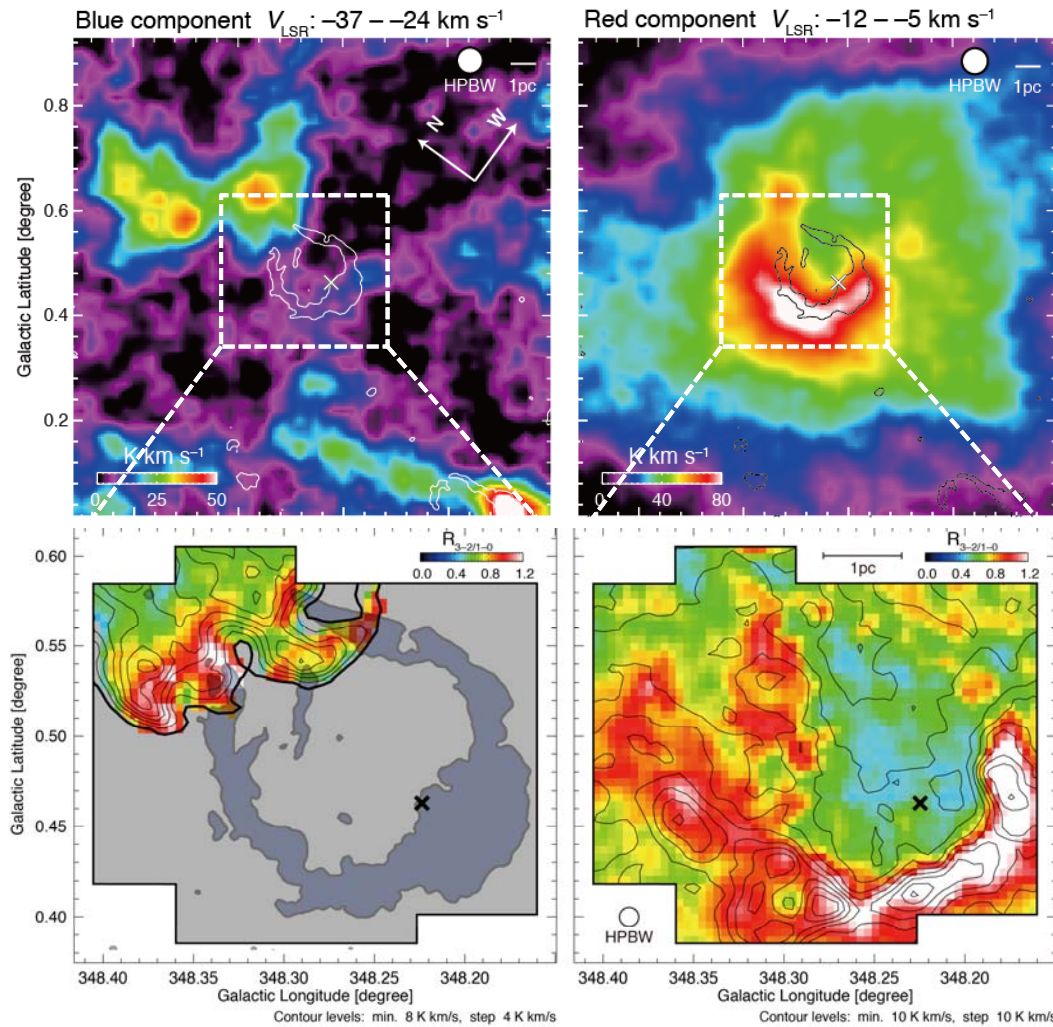 Blue component V_LSR: –37 – –24 km s⁻¹
Red component V_LSR: –12 – –5 km s⁻¹
HPBW
1pc
N
W
0.8
0.6
0.4
0.2
Galactic Latitude [degree]
K km s⁻¹
0 25 50
HPBW
1pc
K km s⁻¹
0 40 80
R_3–2/1–0
0.0 0.4 0.8 1.2
0.60
0.55
0.50
0.45
0.40
Galactic Latitude [degree]
348.40 348.35 348.30 348.25 348.20
Galactic Longitude [degree]
Contour levels: min. 8 K km/s, step 4 K km/s
1pc
R_3–2/1–0
0.0 0.4 0.8 1.2
HPBW
348.40 348.35 348.30 348.25 348.20
Galactic Longitude [degree]
Contour levels: min. 10 K km/s, step 10 K km/s